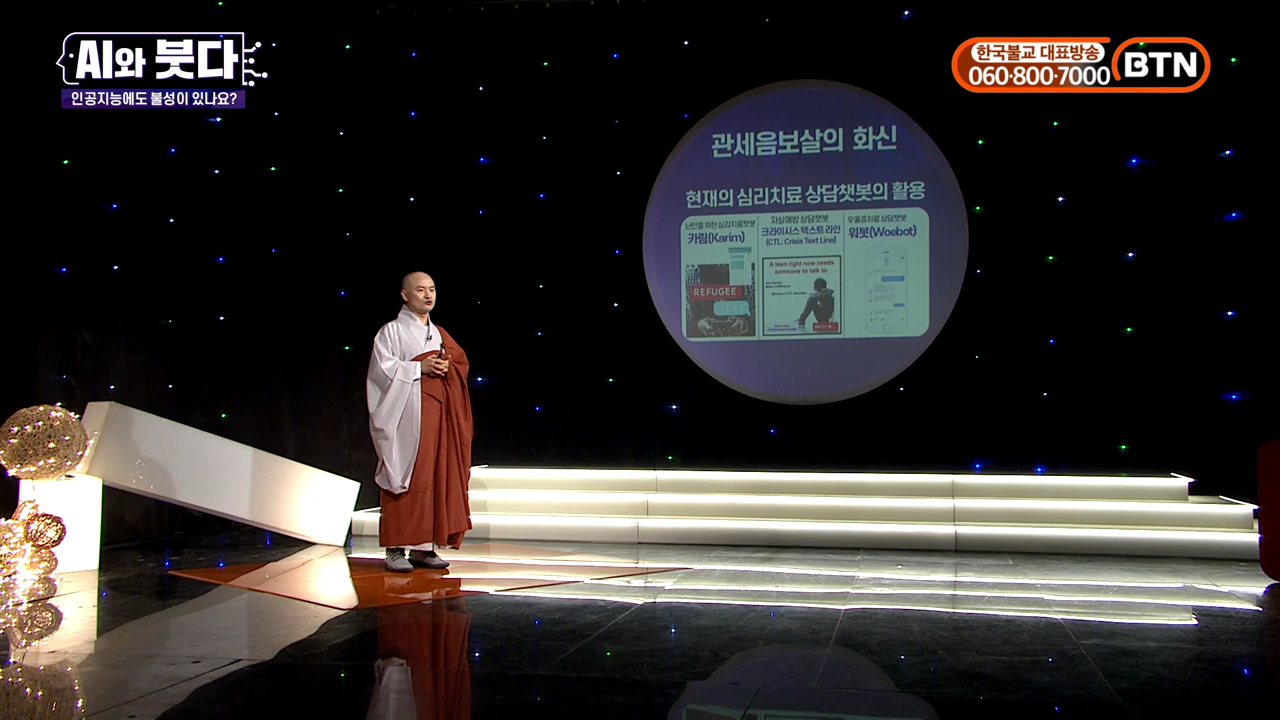 AI와 붓다
인공지능에도 불성이 있나요?
한국불교 대표방송
060·800·7000
BTN
관세음보살의 화신
현재의 심리치료 상담챗봇의 활용
난민을 위한 심리치료챗봇
카림(Karim)
자살예방 상담챗봇
크라이시스 텍스트 라인
(CTL: Crisis Text Line)
우울증치료 상담챗봇
워봇(Woebot)
A teen right now needs
someone to talk to.
REFUGEE
TEXT